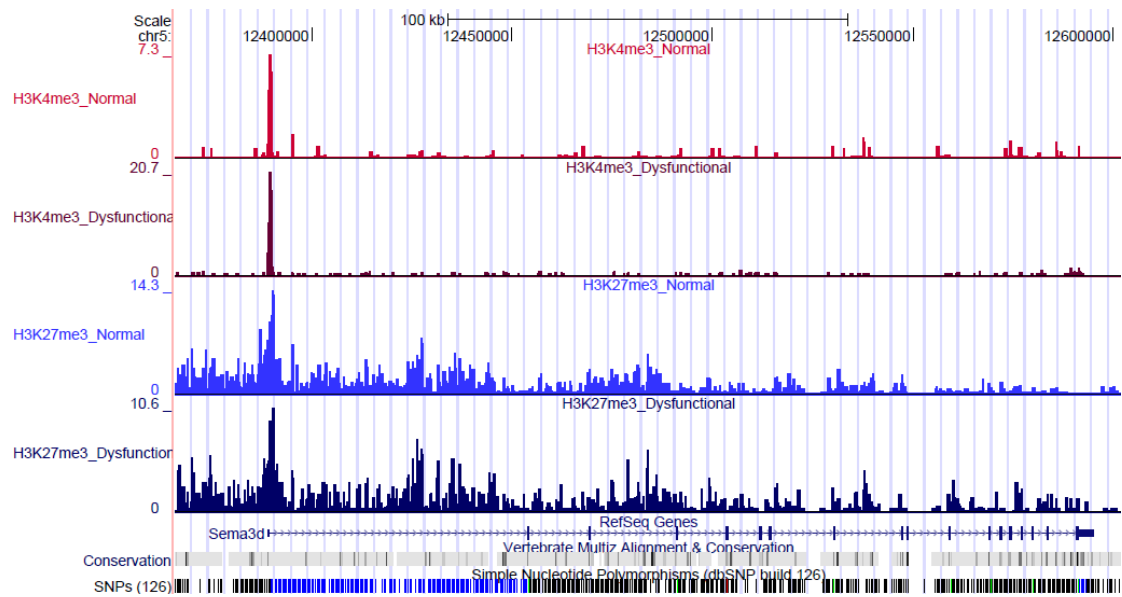 Scale 100 kb
chr5: 12400000 12450000 12500000 12550000 12600000
7.3 _ H3K4me3_Normal
H3K4me3_Normal
0
20.7 _ H3K4me3_Dysfunctional
H3K4me3_Dysfunctiona
0
14.3 _ H3K27me3_Normal
H3K27me3_Normal
0
10.6 _ H3K27me3_Dysfunctional
H3K27me3_Dysfunction
0
RefSeq Genes
Sema3d
Vertebrate Multiz Alignment & Conservation
Conservation
Simple Nucleotide Polymorphisms (dbSNP build 126)
SNPs (126)